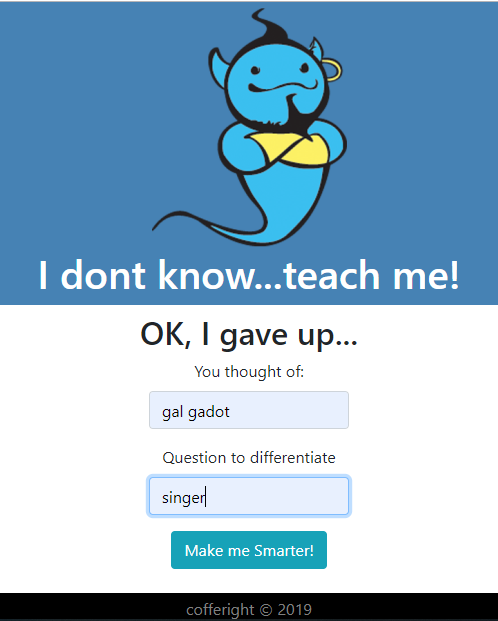 I dont know...teach me!
OK, I gave up...
You thought of:
gal gadot
Question to differentiate
singer
Make me Smarter!
cofferight © 2019